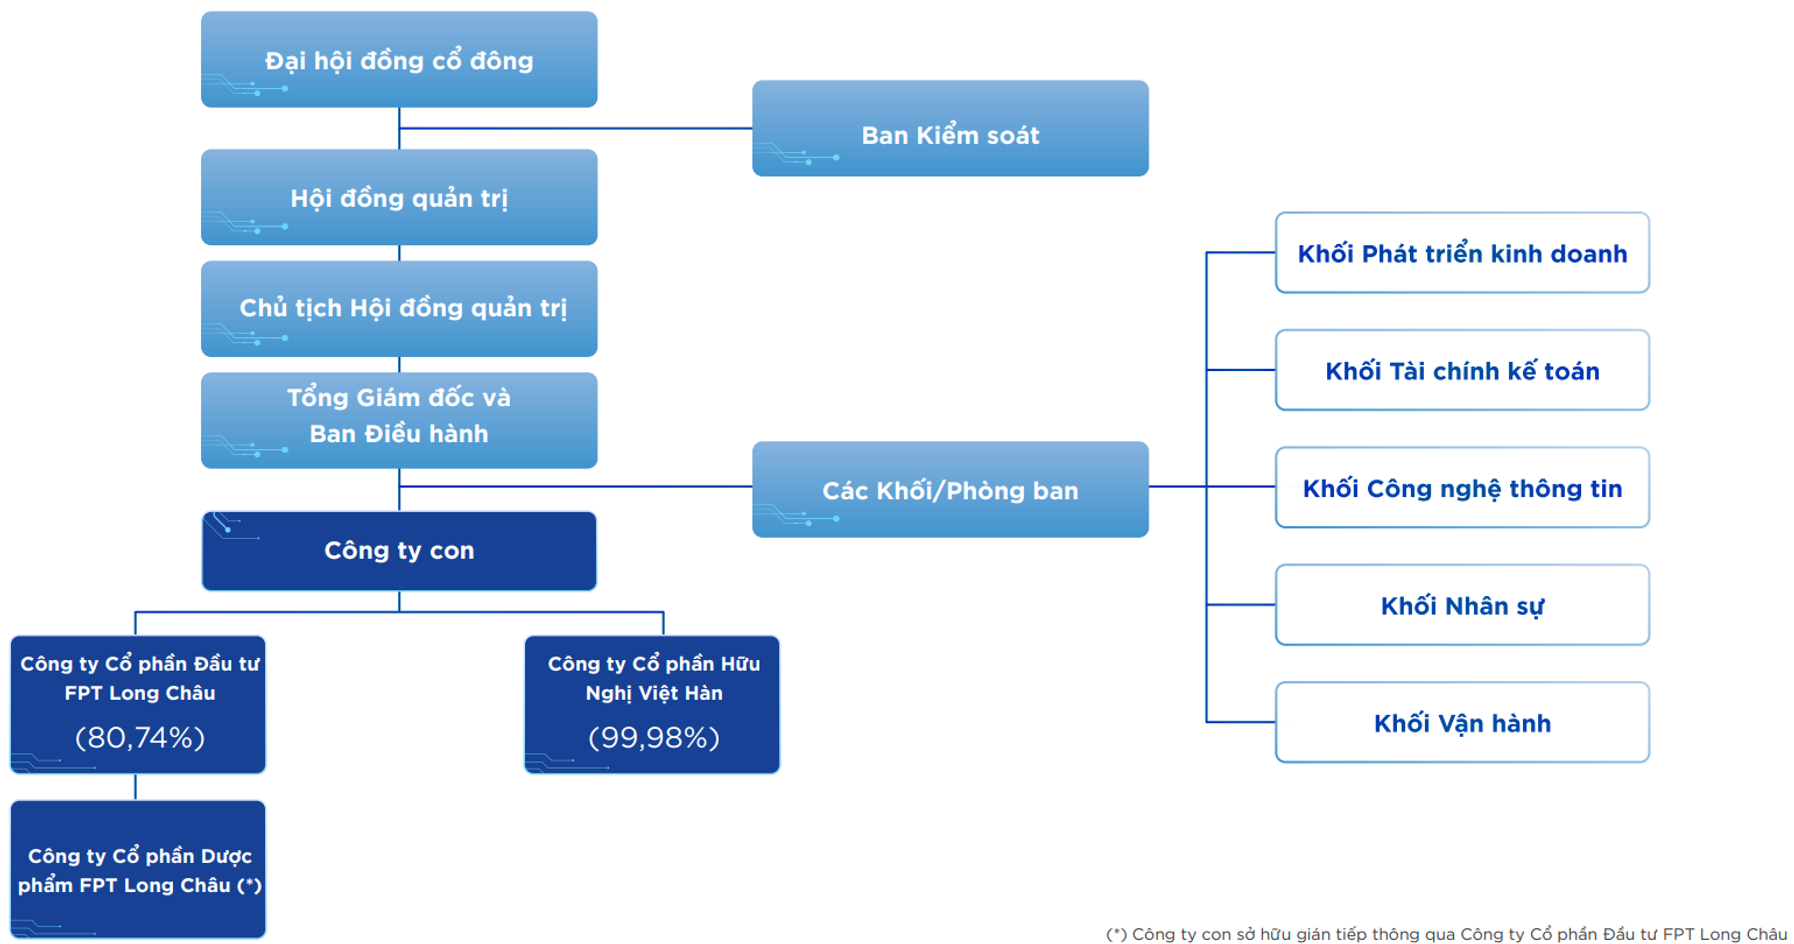 Đại hội đồng cổ đông
Ban Kiểm soát
Hội đồng quản trị
Chủ tịch Hội đồng quản trị
Tổng Giám đốc và
Ban Điều hành
Các Khối/Phòng ban
Khối Phát triển kinh doanh
Khối Tài chính kế toán
Khối Công nghệ thông tin
Khối Nhân sự
Khối Vận hành
Công ty con
Công ty Cổ phần Đầu tư
FPT Long Châu
(80,74%)
Công ty Cổ phần Hữu
Nghị Việt Hàn
(99,98%)
Công ty Cổ phần Dược
phẩm FPT Long Châu (*)
(*) Công ty con sở hữu gián tiếp thông qua Công ty Cổ phần Đầu tư FPT Long Châu